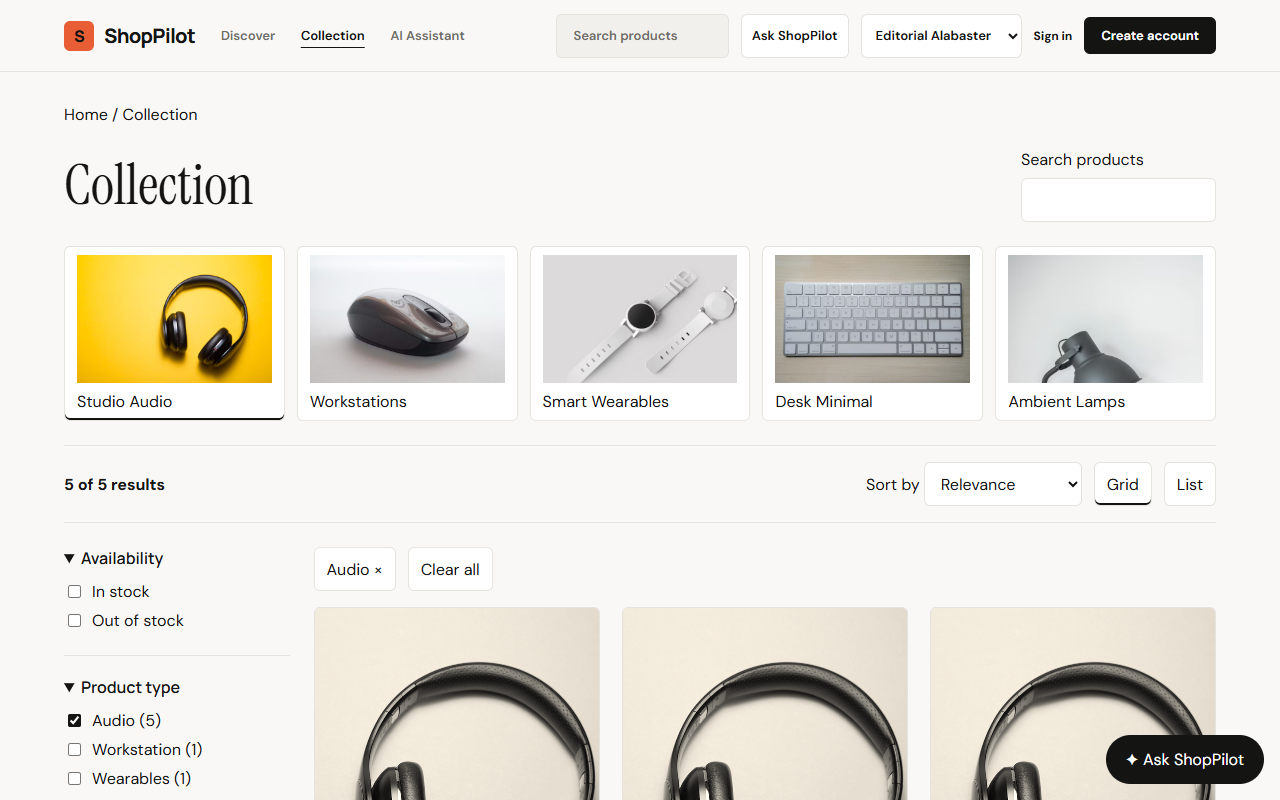 S ShopPilot Discover Collection AI Assistant Search products Ask ShopPilot Editorial Alabaster Sign in Create account
Home / Collection
Collection
Search products
Studio Audio
Workstations
Smart Wearables
Desk Minimal
Ambient Lamps
5 of 5 results
Sort by Relevance Grid List
▼ Availability
In stock
Out of stock
▼ Product type
Audio (5)
Workstation (1)
Wearables (1)
Audio × Clear all
✦ Ask ShopPilot